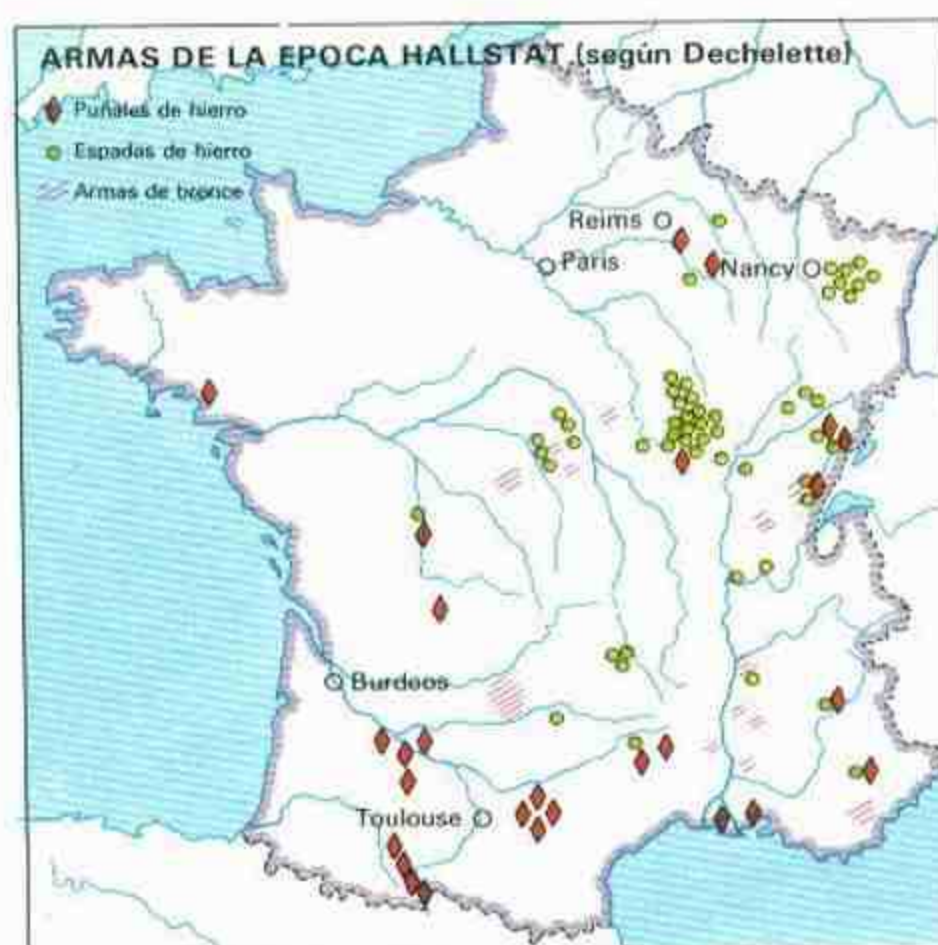 ARMAS DE LA EPOCA HALLSTAT (según Dechelette)
Puñales de hierro
Espadas de hierro
Armas de bronce
Reims
Paris
Nancy
Burdeos
Toulouse